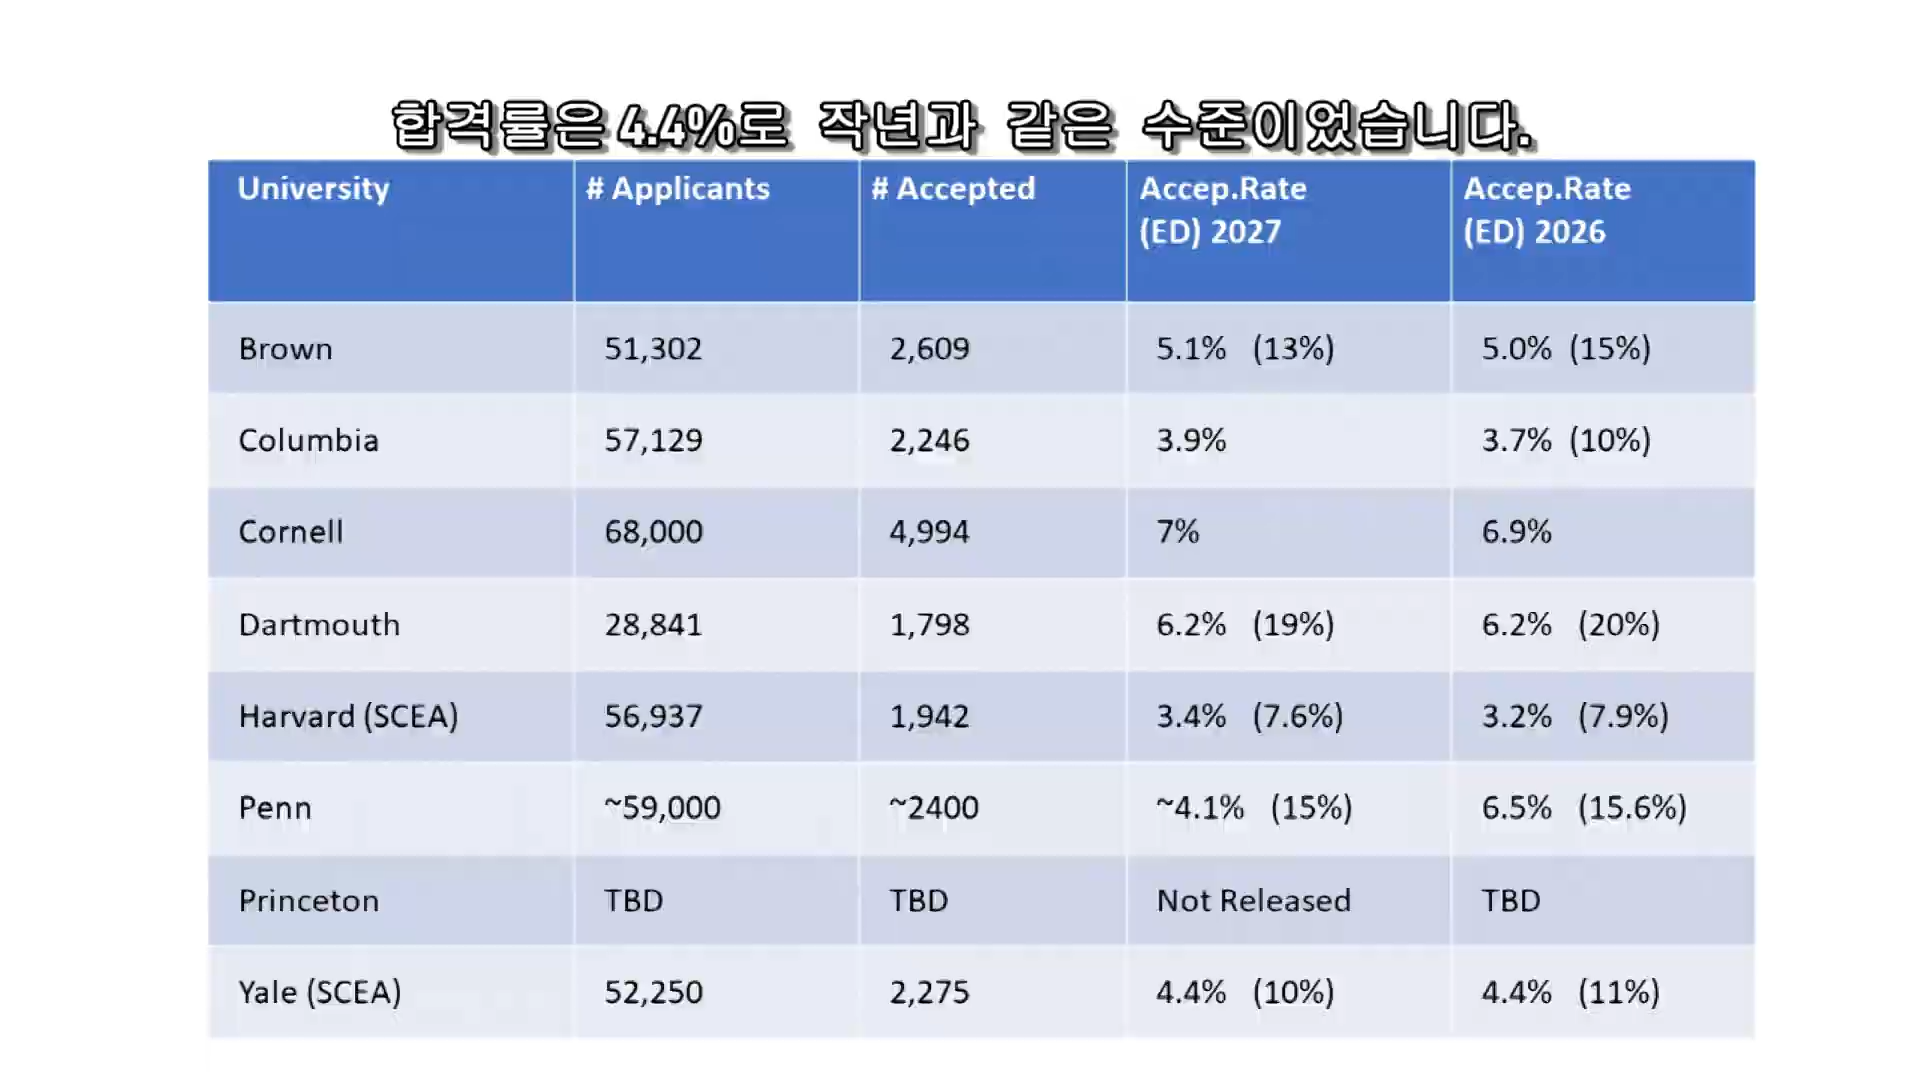 합격률은 4.4%로 작년과 같은 수준이었습니다.
University # Applicants # Accepted Accep.Rate (ED) 2027 Accep.Rate (ED) 2026
Brown 51,302 2,609 5.1% (13%) 5.0% (15%)
Columbia 57,129 2,246 3.9% 3.7% (10%)
Cornell 68,000 4,994 7% 6.9%
Dartmouth 28,841 1,798 6.2% (19%) 6.2% (20%)
Harvard (SCEA) 56,937 1,942 3.4% (7.6%) 3.2% (7.9%)
Penn ~59,000 ~2400 ~4.1% (15%) 6.5% (15.6%)
Princeton TBD TBD Not Released TBD
Yale (SCEA) 52,250 2,275 4.4% (10%) 4.4% (11%)